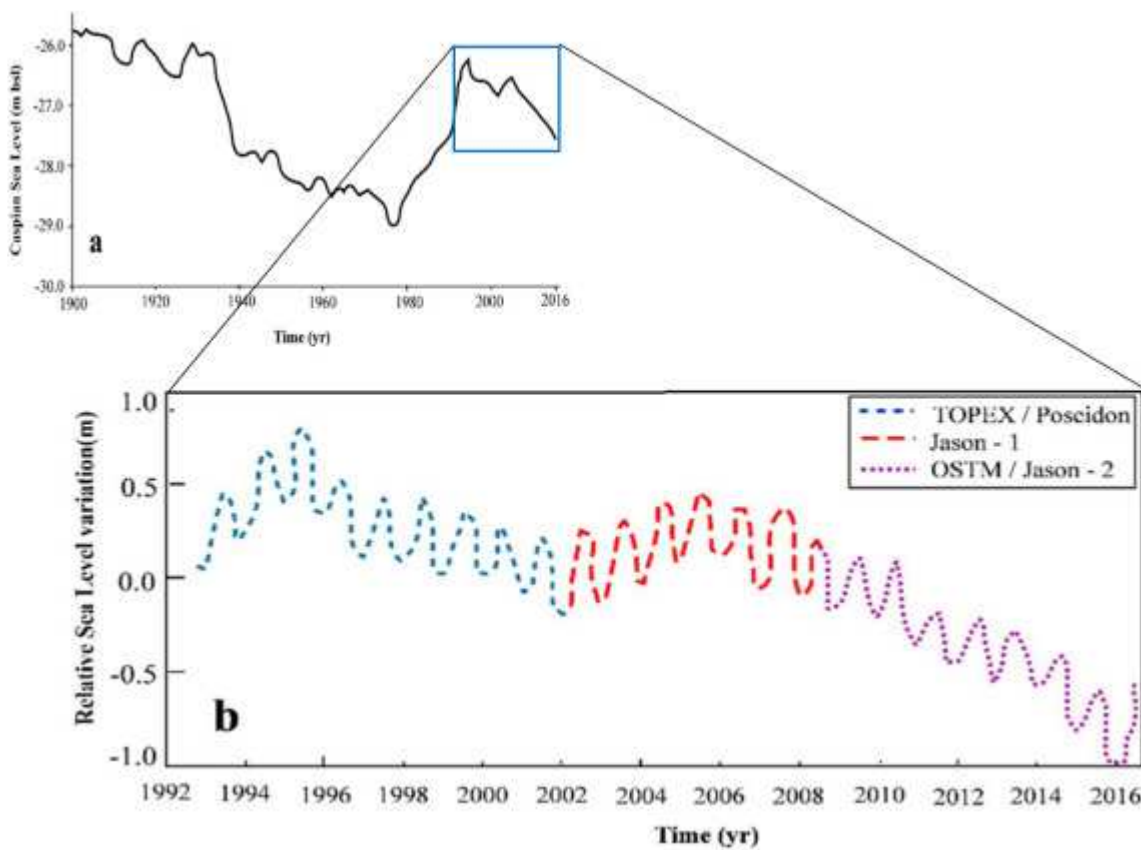 -26.0
-27.0
-28.0
-29.0
-30.0
Caspian Sea Level (m bsl)
a
1900 1920 1940 1960 1980 2000 2016
Time (yr)
1.0
0.5
0.0
-0.5
-1.0
Relative Sea Level variation(m)
TOPEX / Poseidon
Jason - 1
OSTM / Jason - 2
b
1992 1994 1996 1998 2000 2002 2004 2006 2008 2010 2012 2014 2016
Time (yr)